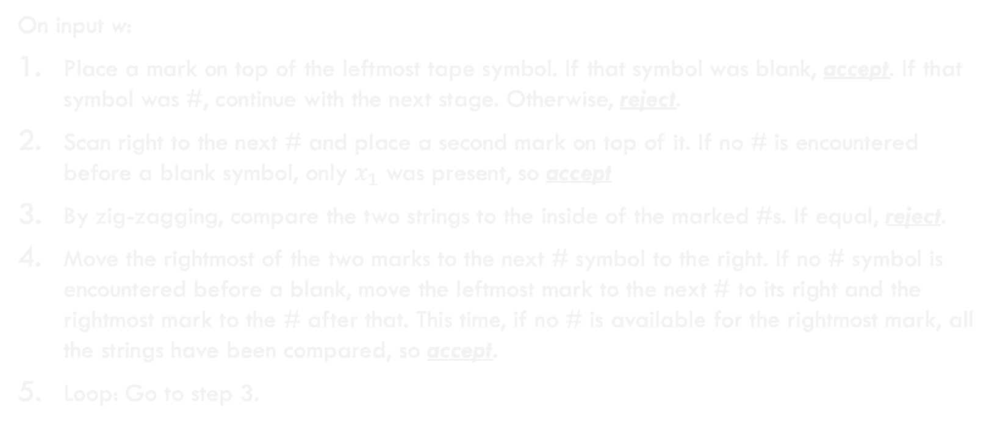 On input w:
1. Place a mark on top of the leftmost tape symbol. If that symbol was blank, accept. If that
symbol was #, continue with the next stage. Otherwise, reject.
2. Scan right to the next # and place a second mark on top of it. If no # is encountered
before a blank symbol, only x₁ was present, so accept
3. By zig-zagging, compare the two strings to the inside of the marked #s. If equal, reject.
4. Move the rightmost of the two marks to the next # symbol to the right. If no # symbol is
encountered before a blank, move the leftmost mark to the next # to its right and the
rightmost mark to the # after that. This time, if no # is available for the rightmost mark, all
the strings have been compared, so accept.
5. Loop: Go to step 3.